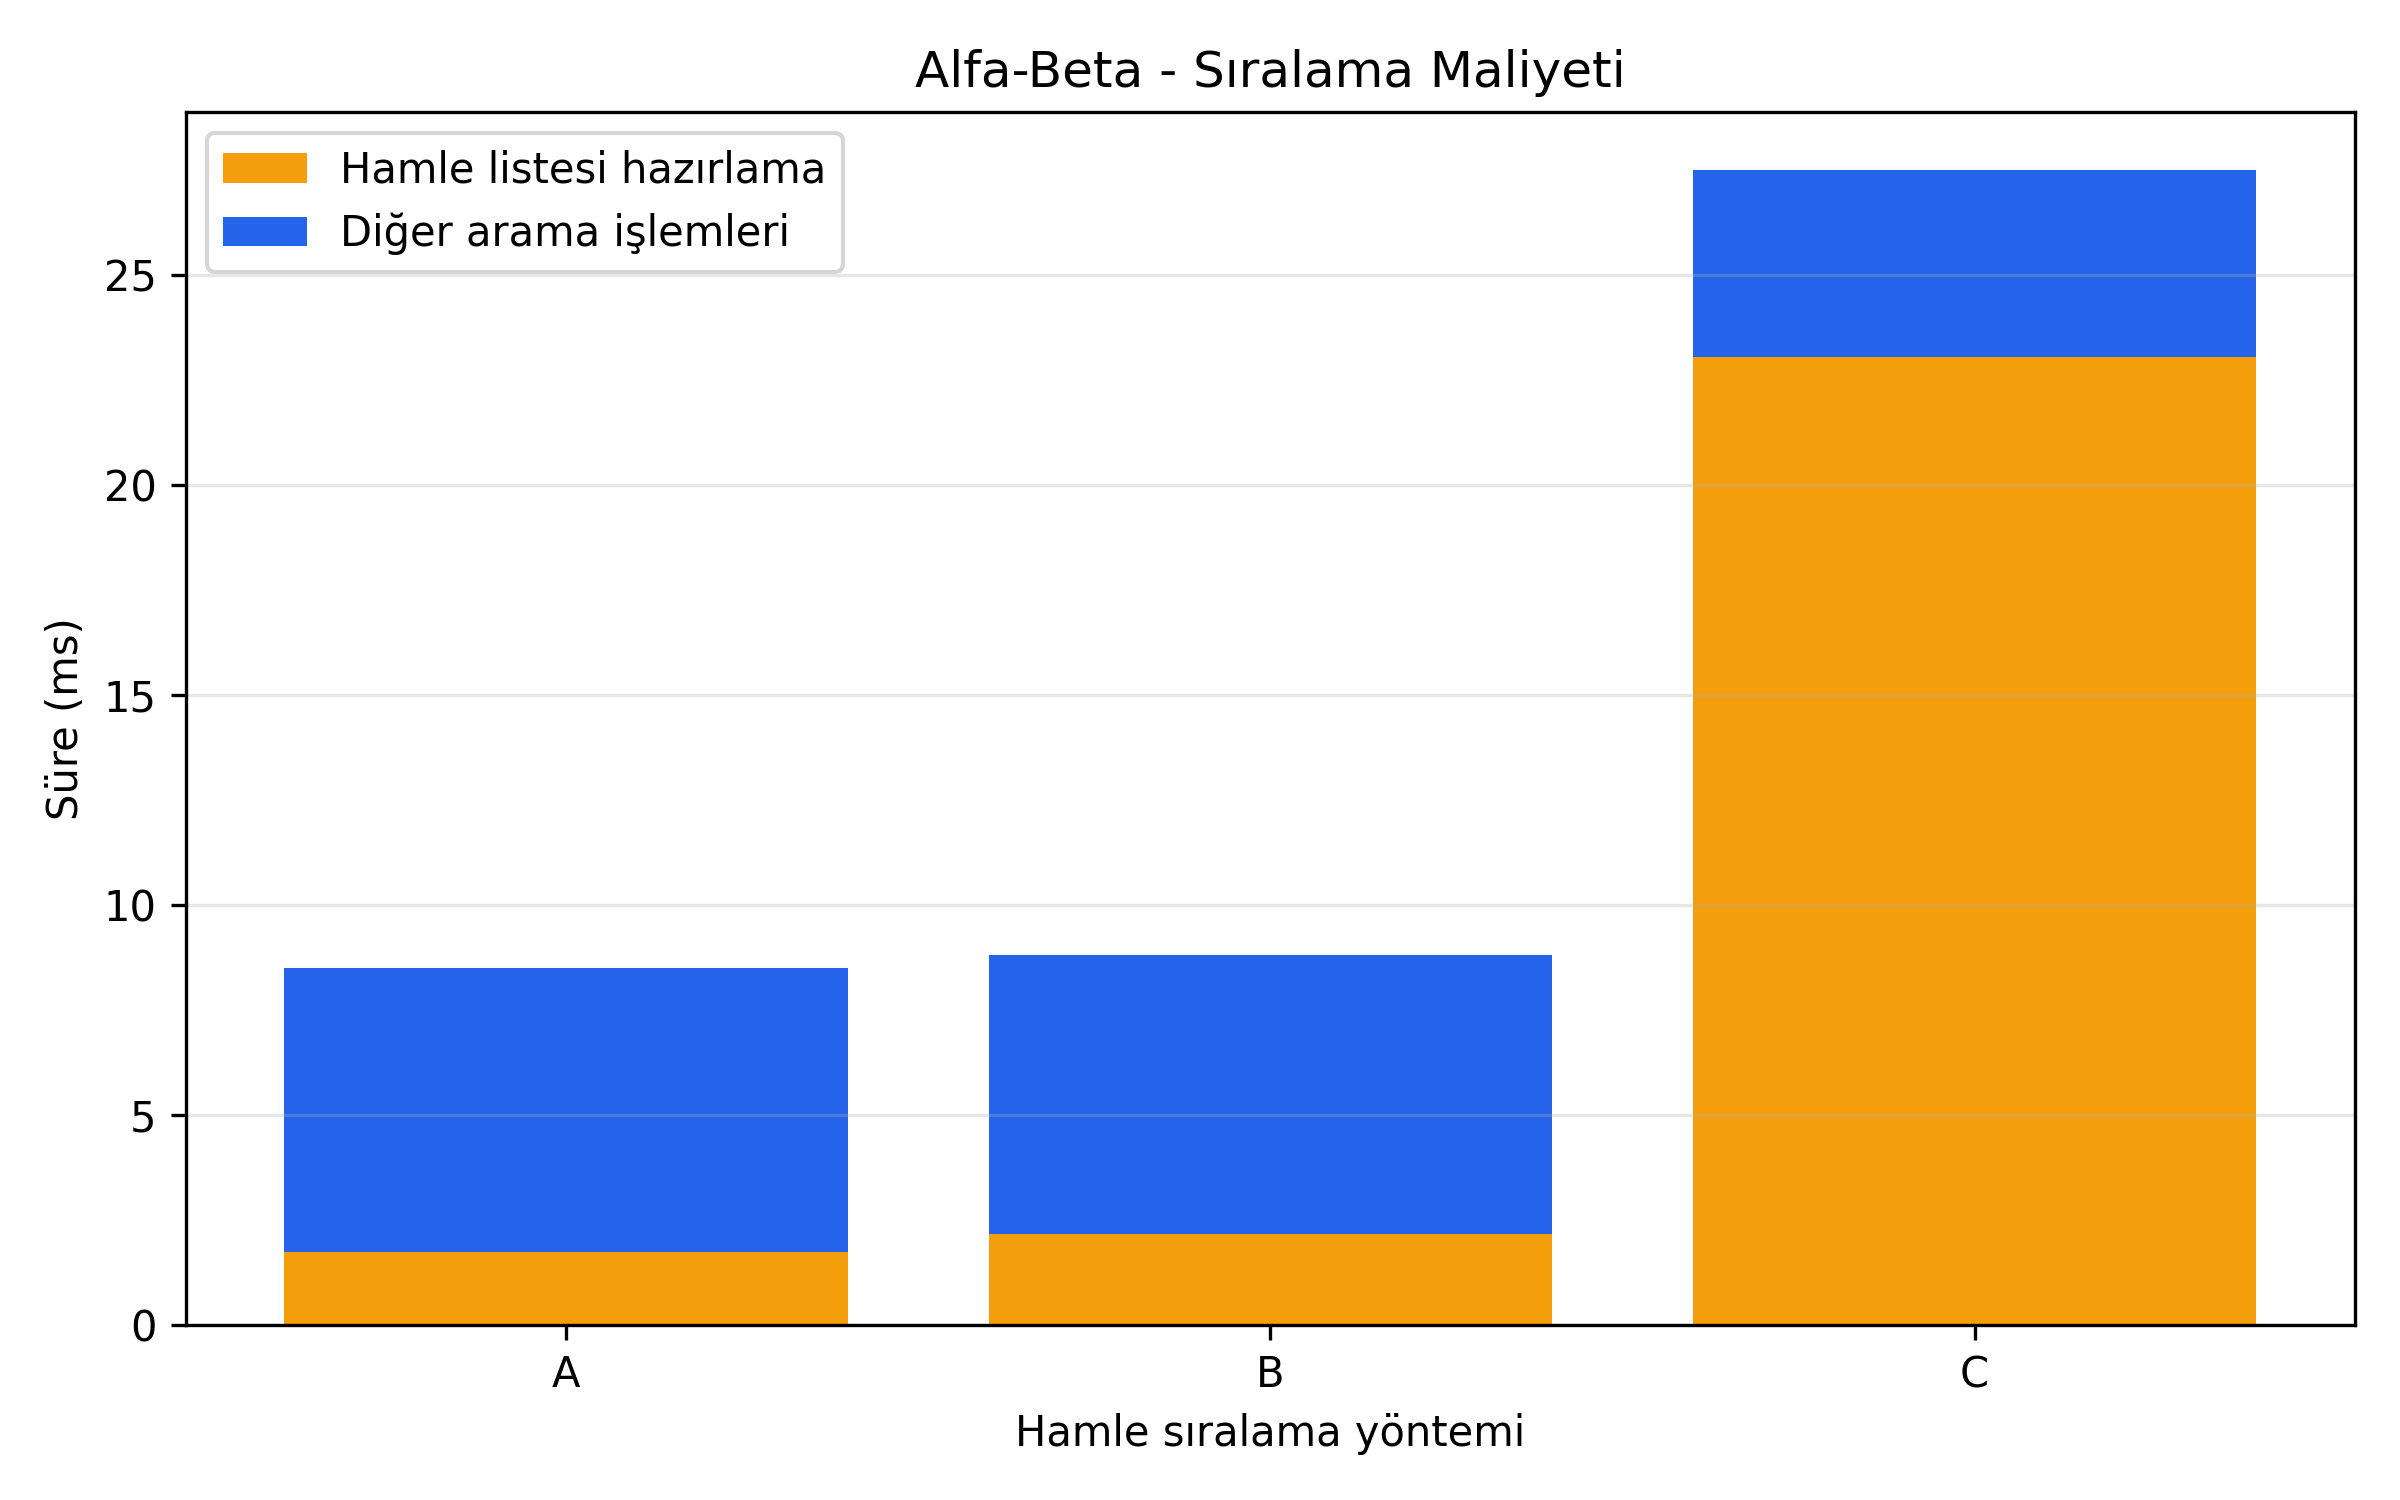 Alfa-Beta - Sıralama Maliyeti
Hamle listesi hazırlama
Diğer arama işlemleri
Süre (ms)
25
20
15
10
5
0
A
B
C
Hamle sıralama yöntemi